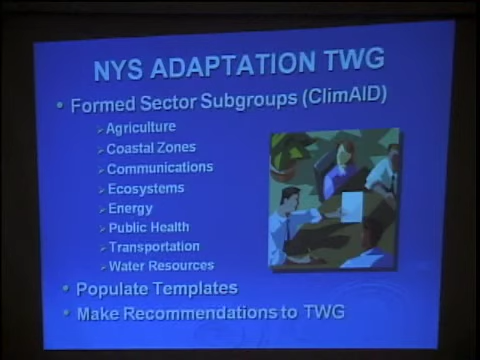 NYS ADAPTATION TWG
• Formed Sector Subgroups (ClimAID)
➢ Agriculture
➢ Coastal Zones
➢ Communications
➢ Ecosystems
➢ Energy
➢ Public Health
➢ Transportation
➢ Water Resources
• Populate Templates
• Make Recommendations to TWG